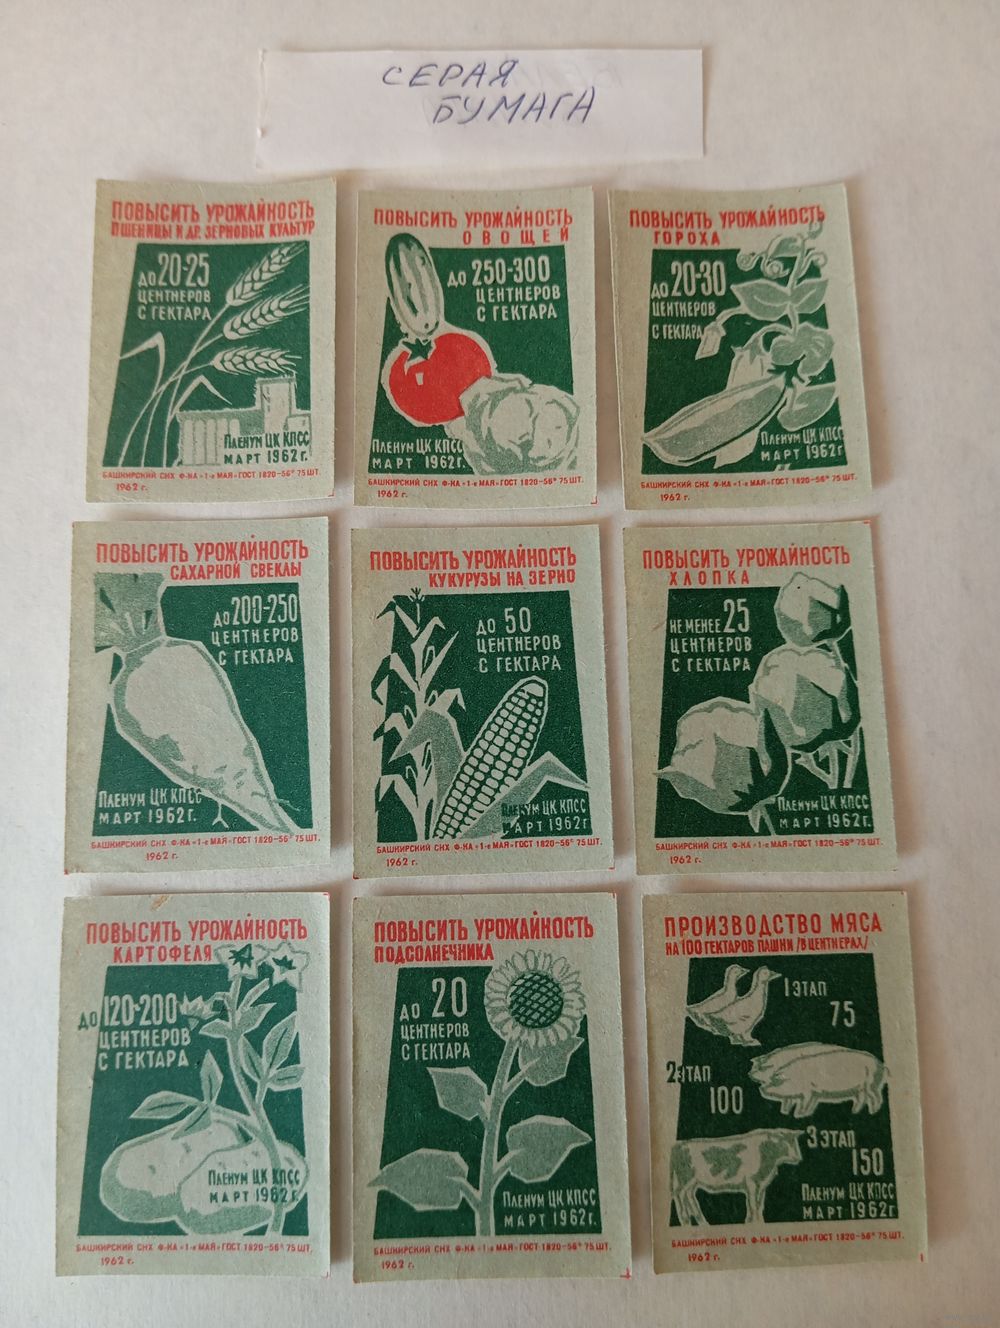 СЕРАЯ
БУМАГА
ПОВЫСИТЬ УРОЖАЙНОСТЬ
ПШЕНИЦЫ И ДР. ЗЕРНОВЫХ КУЛЬТУР
ДО 20-25
ЦЕНТНЕРОВ
С ГЕКТАРА
ПЛЕНУМ ЦК КПСС
МАРТ 1962г.
БАШКИРСКИЙ СНХ Ф-КА «1-е МАЯ» ГОСТ 1820-56* 75 ШТ.
1962 г.
ПОВЫСИТЬ УРОЖАЙНОСТЬ
ОВОЩЕЙ
ДО 250-300
ЦЕНТНЕРОВ
С ГЕКТАРА
ПЛЕНУМ ЦК КПСС
МАРТ 1962г.
БАШКИРСКИЙ СНХ Ф-КА «1-е МАЯ» ГОСТ 1820-56* 75 ШТ.
1962 г.
ПОВЫСИТЬ УРОЖАЙНОСТЬ
ГОРОХА
ДО 20-30
ЦЕНТНЕРОВ
С ГЕКТАРА
ПЛЕНУМ ЦК КПСС
МАРТ 1962г.
БАШКИРСКИЙ СНХ Ф-КА «1-е МАЯ» ГОСТ 1820-56* 75 ШТ.
1962 г.
ПОВЫСИТЬ УРОЖАЙНОСТЬ
САХАРНОЙ СВЕКЛЫ
ДО 200-250
ЦЕНТНЕРОВ
С ГЕКТАРА
ПЛЕНУМ ЦК КПСС
МАРТ 1962г.
БАШКИРСКИЙ СНХ Ф-КА «1-е МАЯ» ГОСТ 1820-56* 75 ШТ.
1962 г.
ПОВЫСИТЬ УРОЖАЙНОСТЬ
КУКУРУЗЫ НА ЗЕРНО
ДО 50
ЦЕНТНЕРОВ
С ГЕКТАРА
ПЛЕНУМ ЦК КПСС
МАРТ 1962г
БАШКИРСКИЙ СНХ Ф-КА «1-е МАЯ» ГОСТ 1820-56* 75 ШТ.
1962 г.
ПОВЫСИТЬ УРОЖАЙНОСТЬ
ХЛОПКА
НЕ МЕНЕЕ 25
ЦЕНТНЕРОВ
С ГЕКТАРА
ПЛЕНУМ ЦК КПСС
МАРТ 1962г.
БАШКИРСКИЙ СНХ Ф-КА «1-е МАЯ» ГОСТ 1820-56* 75 ШТ.
1962 г.
ПОВЫСИТЬ УРОЖАЙНОСТЬ
КАРТОФЕЛЯ
ДО 120-200
ЦЕНТНЕРОВ
С ГЕКТАРА
ПЛЕНУМ ЦК КПСС
МАРТ 1962г.
БАШКИРСКИЙ СНХ Ф-КА «1-е МАЯ» ГОСТ 1820-56* 75 ШТ.
1962 г.
ПОВЫСИТЬ УРОЖАЙНОСТЬ
ПОДСОЛНЕЧНИКА
ДО 20
ЦЕНТНЕРОВ
С ГЕКТАРА
ПЛЕНУМ ЦК КПСС
МАРТ 1962г.
БАШКИРСКИЙ СНХ Ф-КА «1-е МАЯ» ГОСТ 1820-56* 75 ШТ.
1962 г.
ПРОИЗВОДСТВО МЯСА
НА 100 ГЕКТАРОВ ПАШНИ /В ЦЕНТНЕРАХ/
1 ЭТАП
75
2 ЭТАП
100
3 ЭТАП
150
ПЛЕНУМ ЦК КПСС
МАРТ 1962г.
БАШКИРСКИЙ СНХ Ф-КА «1-е МАЯ» ГОСТ 1820-56* 75 ШТ.
1962 г.